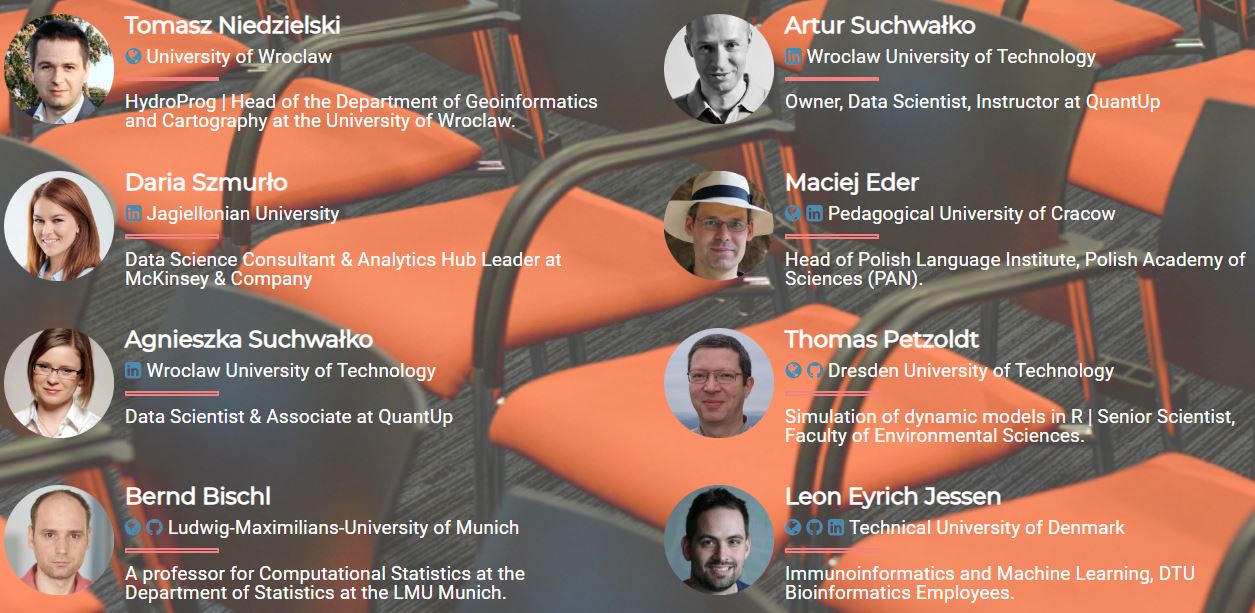 Tomasz Niedzielski
University of Wroclaw
HydroProg | Head of the Department of Geoinformatics
and Cartography at the University of Wroclaw.
Artur Suchwałko
Wroclaw University of Technology
Owner, Data Scientist, Instructor at QuantUp
Daria Szmurło
Jagiellonian University
Data Science Consultant & Analytics Hub Leader at
McKinsey & Company
Maciej Eder
Pedagogical University of Cracow
Head of Polish Language Institute, Polish Academy of
Sciences (PAN).
Agnieszka Suchwałko
Wroclaw University of Technology
Data Scientist & Associate at QuantUp
Thomas Petzoldt
Dresden University of Technology
Simulation of dynamic models in R | Senior Scientist,
Faculty of Environmental Sciences.
Bernd Bischl
Ludwig-Maximilians-University of Munich
A professor for Computational Statistics at the
Department of Statistics at the LMU Munich.
Leon Eyrich Jessen
Technical University of Denmark
Immunoinformatics and Machine Learning, DTU
Bioinformatics Employees.